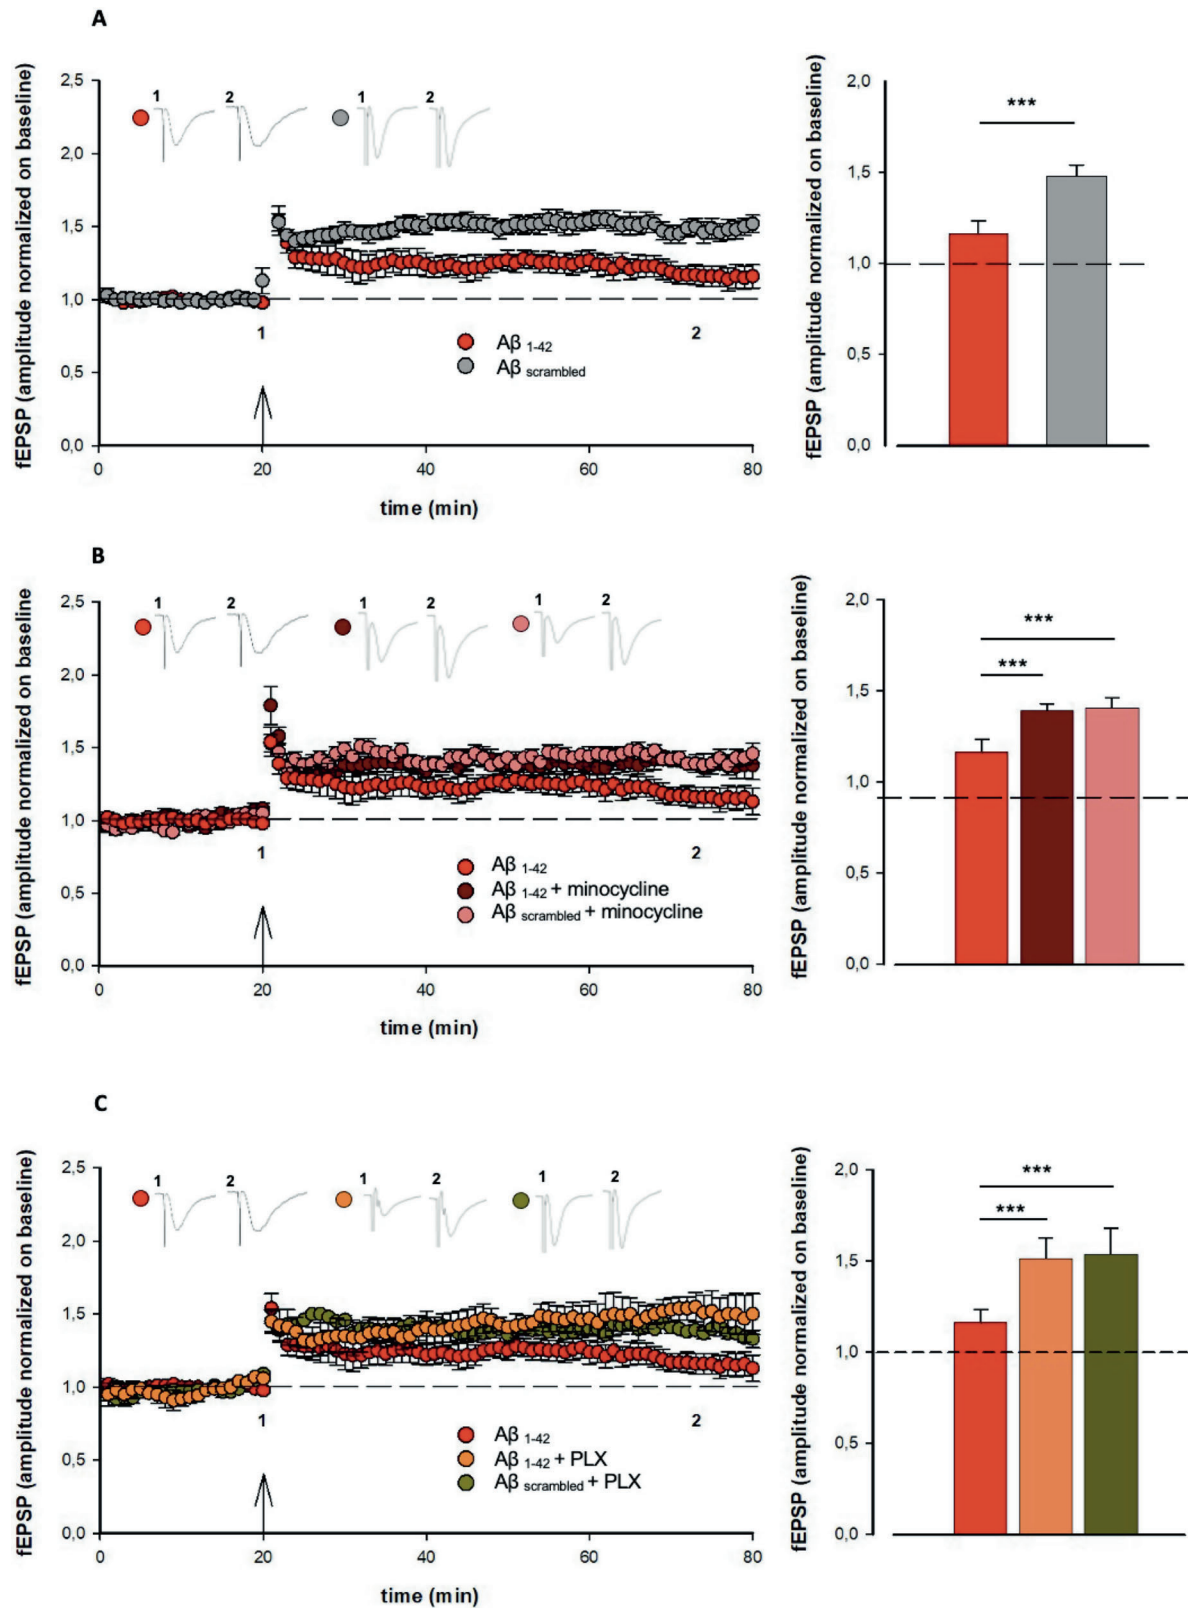 A
fEPSP (amplitude normalized on baseline)
2,5
2,0
1,5
1,0
0,5
0,0
1 2 1 2
1 2
Aβ 1-42
Aβ scrambled
0 20 40 60 80
time (min)
fEPSP (amplitude normalized on baseline)
2,0
1,5
1,0
0,5
0,0
***
B
fEPSP (amplitude normalized on baseline
2,5
2,0
1,5
1,0
0,5
0,0
1 2 1 2 1 2
1 2
Aβ 1-42
Aβ 1-42 + minocycline
Aβ scrambled + minocycline
0 20 40 60 80
time (min)
fEPSP (amplitude normalized on baseline)
2,0
1,5
1,0
0,5
0,0
***
***
C
fEPSP (amplitude normalized on baseline)
2,5
2,0
1,5
1,0
0,5
0,0
1 2 1 2 1 2
1 2
Aβ 1-42
Aβ 1-42 + PLX
Aβ scrambled + PLX
0 20 40 60 80
time (min)
fEPSP (amplitude normalized on baseline)
2,0
1,5
1,0
0,5
0,0
***
***